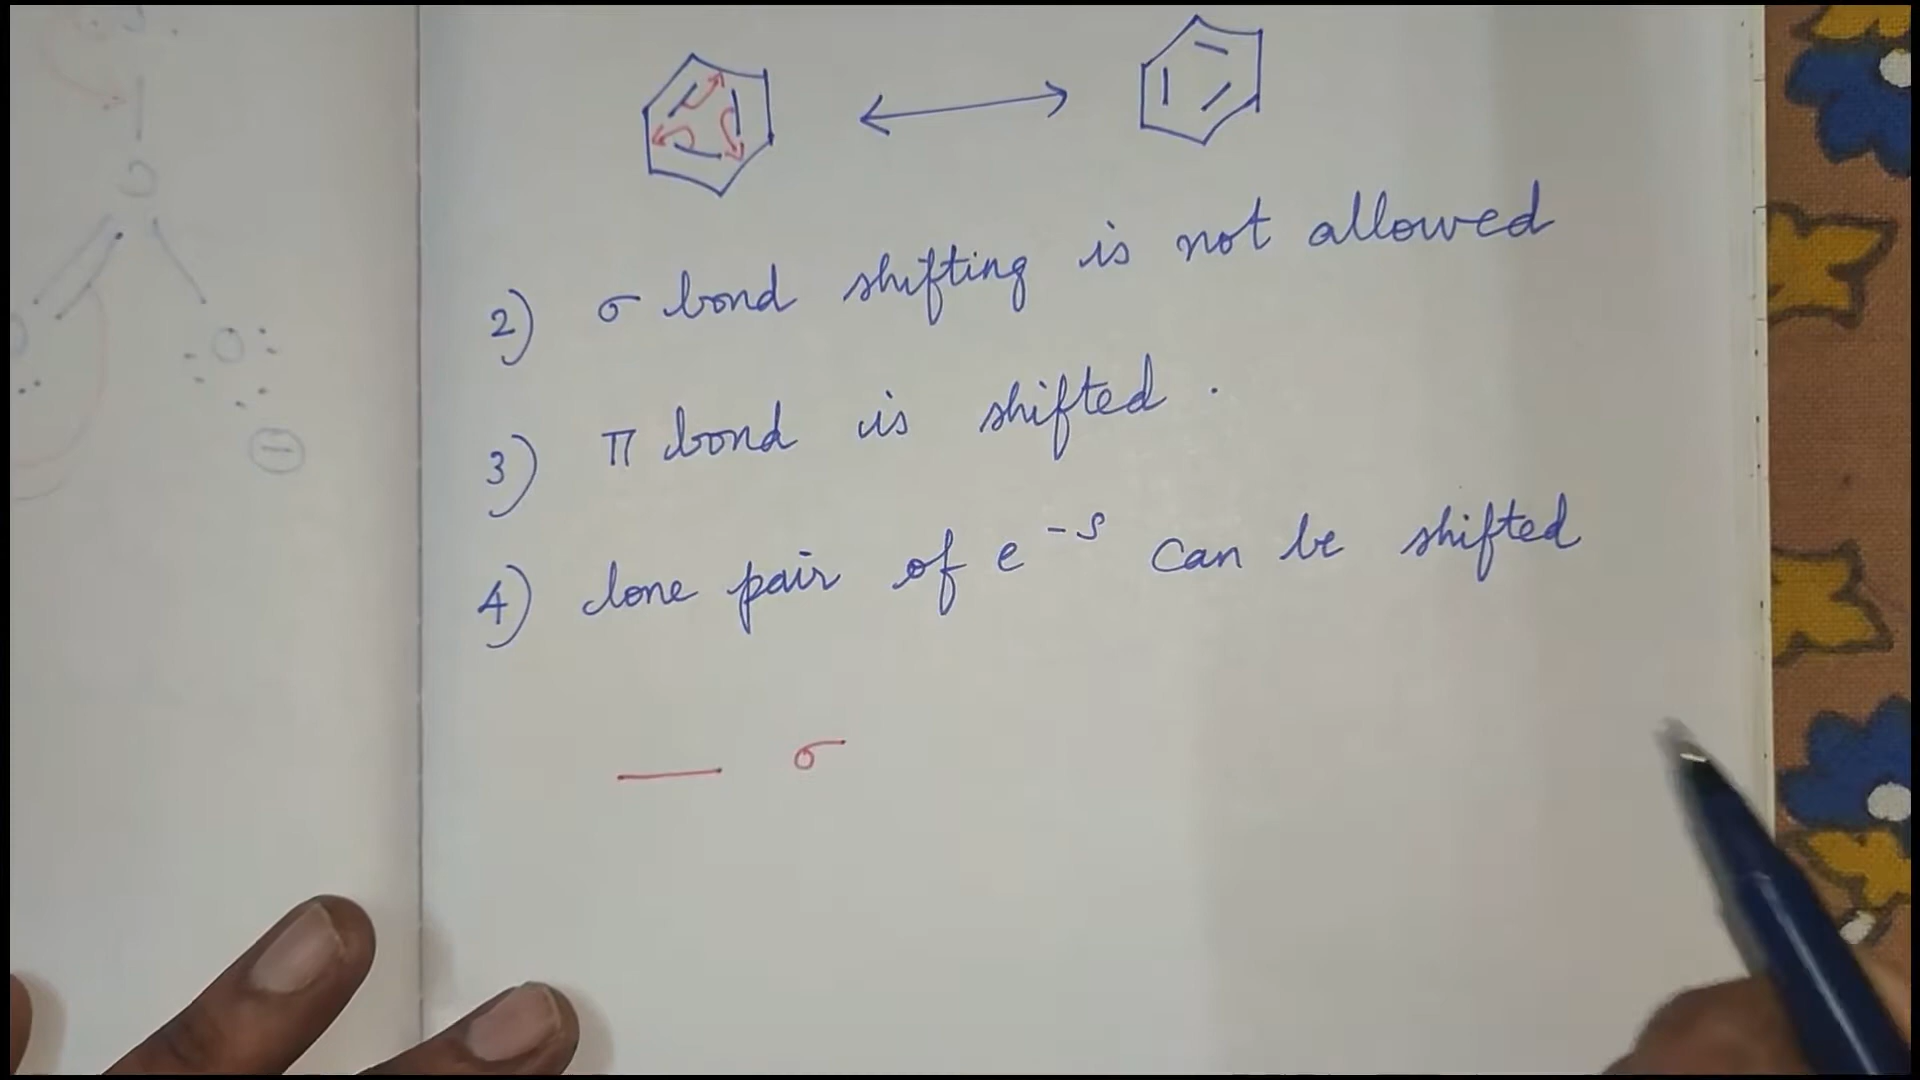 2) σ bond shifting is not allowed
3) π bond is shifted .
4) lone pair of e⁻ˢ can be shifted
— σ